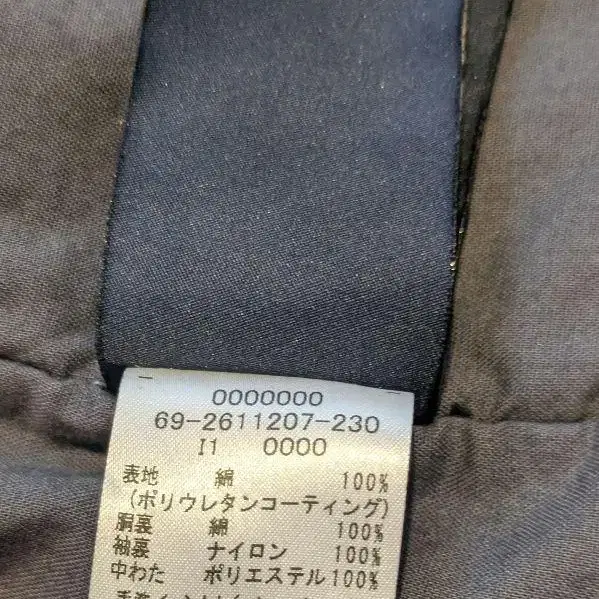 0000000
69-2611207-230
I1 0000
表地 綿 100%
(ポリウレタンコーティング)
胴裏 綿 100%
袖裏 ナイロン 100%
中わた ポリエステル 100%